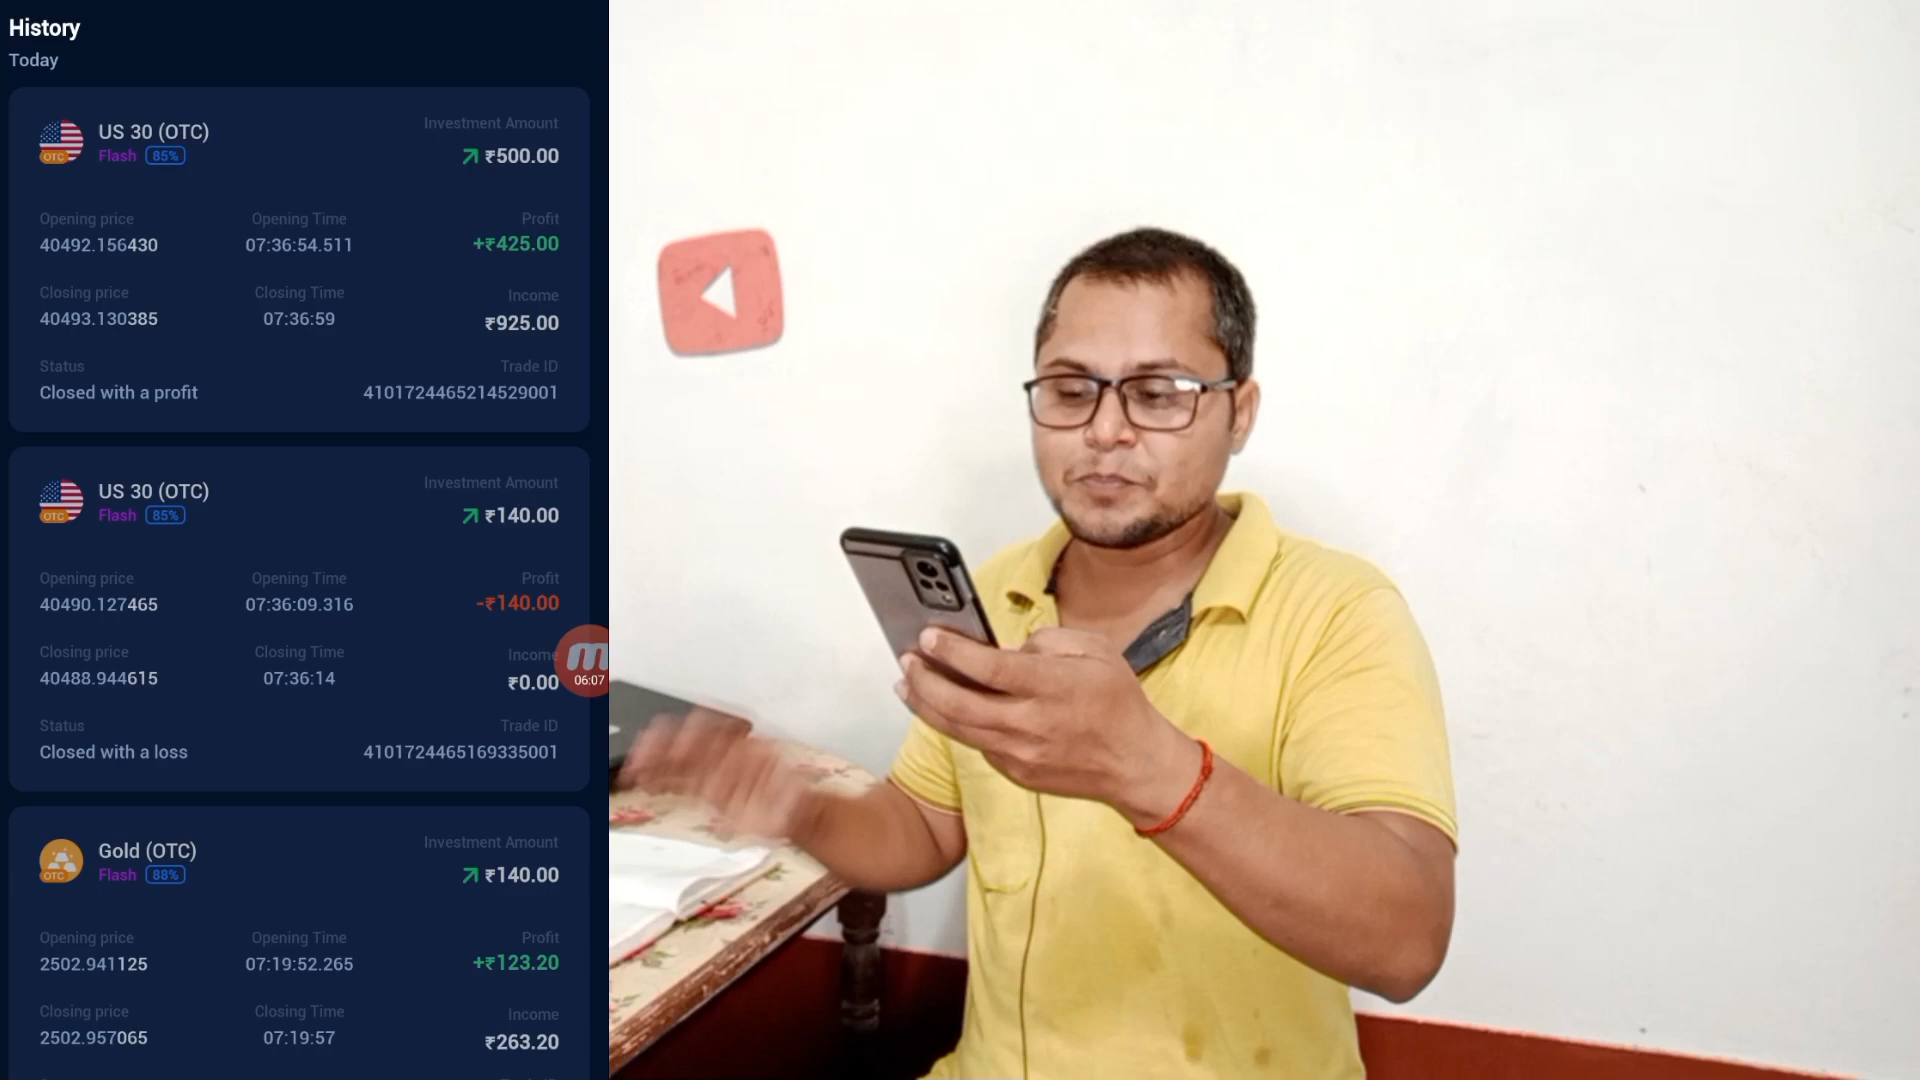 History
Today
US 30 (OTC)
Investment Amount
OTC
Flash 85%
₹500.00
Opening price
Opening Time
Profit
40492.156430
07:36:54.511
+₹425.00
Closing price
Closing Time
Income
40493.130385
07:36:59
₹925.00
Status
Trade ID
Closed with a profit
4101724465214529001
US 30 (OTC)
Investment Amount
OTC
Flash 85%
₹140.00
Opening price
Opening Time
Profit
40490.127465
07:36:09.316
-₹140.00
Closing price
Closing Time
Income
40488.944615
07:36:14
₹0.00
m
06:07
Status
Trade ID
Closed with a loss
4101724465169335001
Gold (OTC)
Investment Amount
OTC
Flash 88%
₹140.00
Opening price
Opening Time
Profit
2502.941125
07:19:52.265
+₹123.20
Closing price
Closing Time
Income
2502.957065
07:19:57
₹263.20